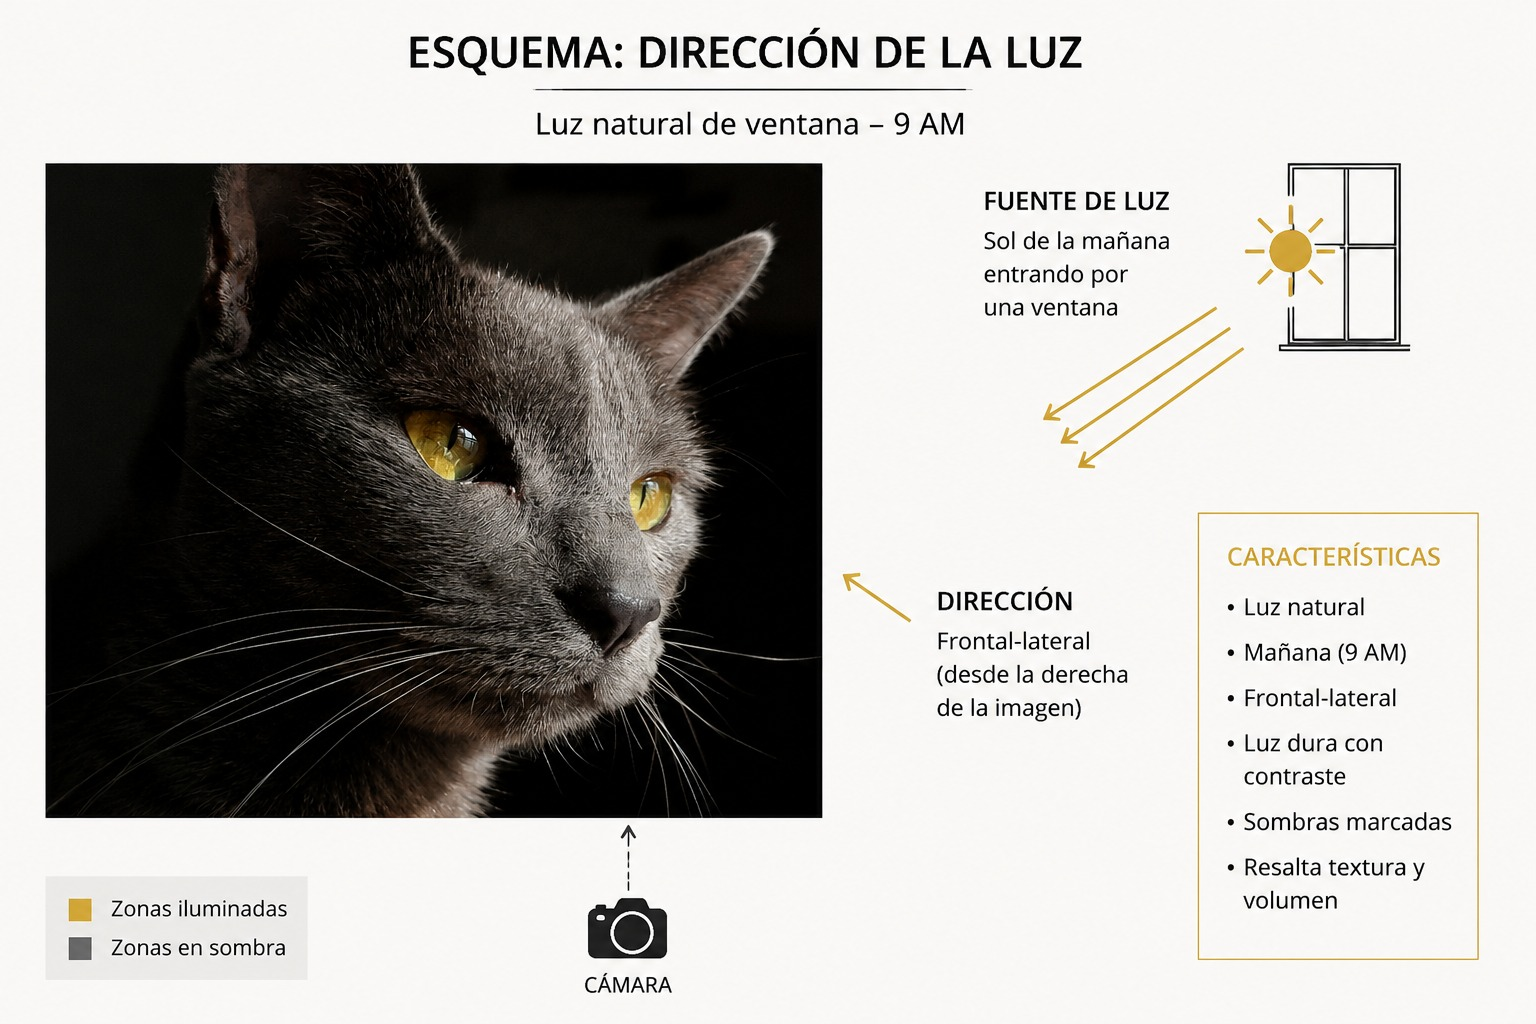 ESQUEMA: DIRECCIÓN DE LA LUZ
Luz natural de ventana – 9 AM
FUENTE DE LUZ
Sol de la mañana
entrando por
una ventana
DIRECCIÓN
Frontal-lateral
(desde la derecha
de la imagen)
CARACTERÍSTICAS
• Luz natural
• Mañana (9 AM)
• Frontal-lateral
• Luz dura con
contraste
• Sombras marcadas
• Resalta textura y
volumen
Zonas iluminadas
Zonas en sombra
CÁMARA